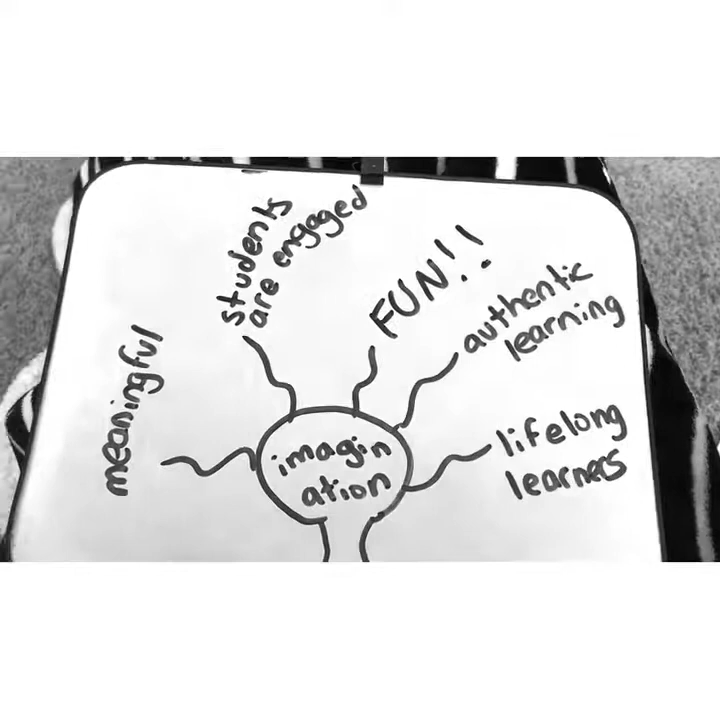 meaningful
students
are engaged
FUN!!
authentic
learning
lifelong
learners
imagin
ation